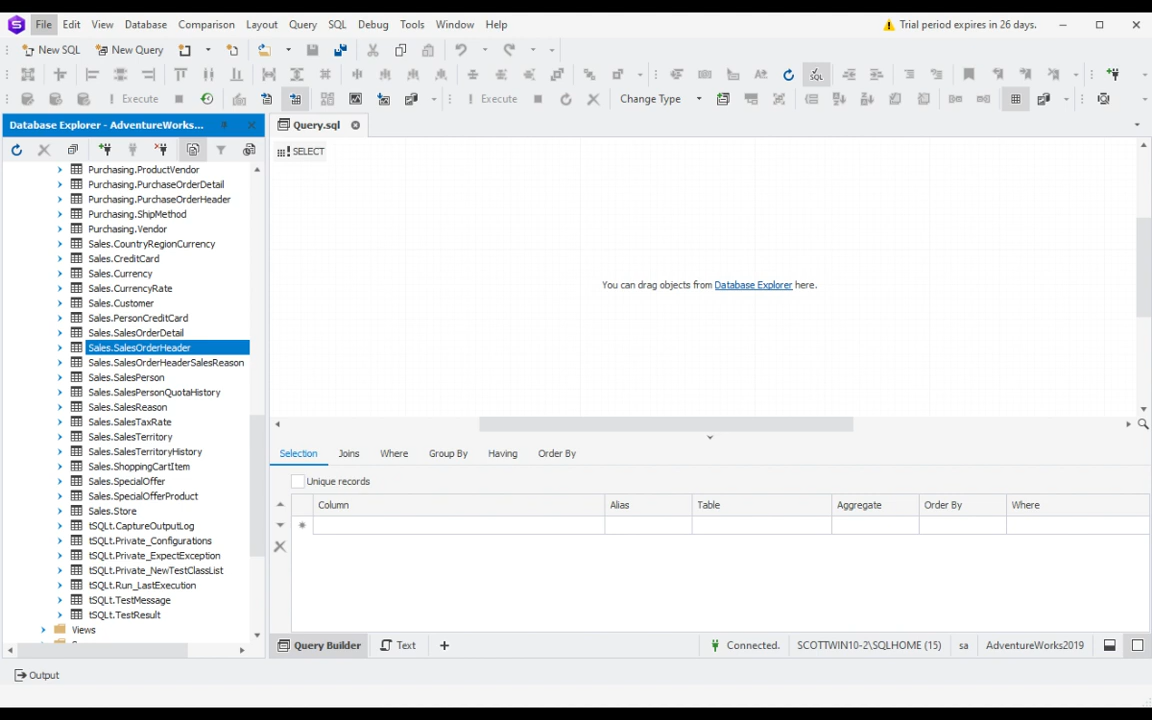 File Edit View Database Comparison Layout Query SQL Debug Tools Window Help
Trial period expires in 26 days.
New SQL New Query
SQL
Execute Execute Change Type
Database Explorer - AdventureWorks...
Query.sql
SELECT
Purchasing.ProductVendor
Purchasing.PurchaseOrderDetail
Purchasing.PurchaseOrderHeader
Purchasing.ShipMethod
Purchasing.Vendor
Sales.CountryRegionCurrency
Sales.CreditCard
Sales.Currency
Sales.CurrencyRate
Sales.Customer
Sales.PersonCreditCard
Sales.SalesOrderDetail
Sales.SalesOrderHeader
Sales.SalesOrderHeaderSalesReason
Sales.SalesPerson
Sales.SalesPersonQuotaHistory
Sales.SalesReason
Sales.SalesTaxRate
Sales.SalesTerritory
Sales.SalesTerritoryHistory
Sales.ShoppingCartItem
Sales.SpecialOffer
Sales.SpecialOfferProduct
Sales.Store
tSQLt.CaptureOutputLog
tSQLt.Private_Configurations
tSQLt.Private_ExpectException
tSQLt.Private_NewTestClassList
tSQLt.Run_LastExecution
tSQLt.TestMessage
tSQLt.TestResult
Views
You can drag objects from Database Explorer here.
Selection Joins Where Group By Having Order By
Unique records
Column Alias Table Aggregate Order By Where
Query Builder Text
Connected. SCOTTWIN10-2\SQLHOME (15) sa AdventureWorks2019
Output